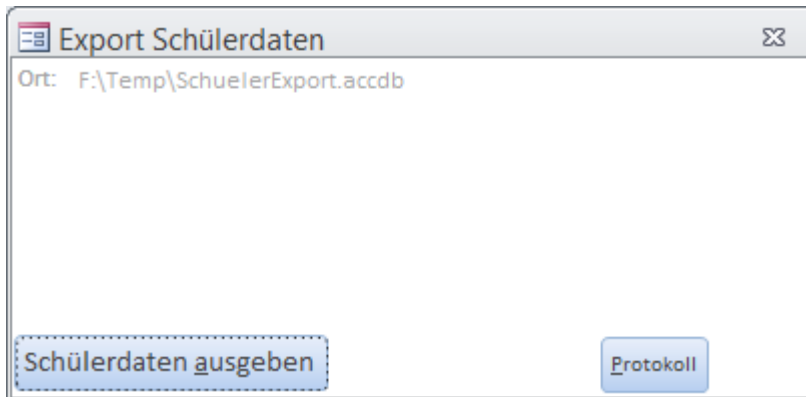 Export Schülerdaten
Ort: F:\Temp\SchuelerExport.accdb
Schülerdaten ausgeben
Protokoll